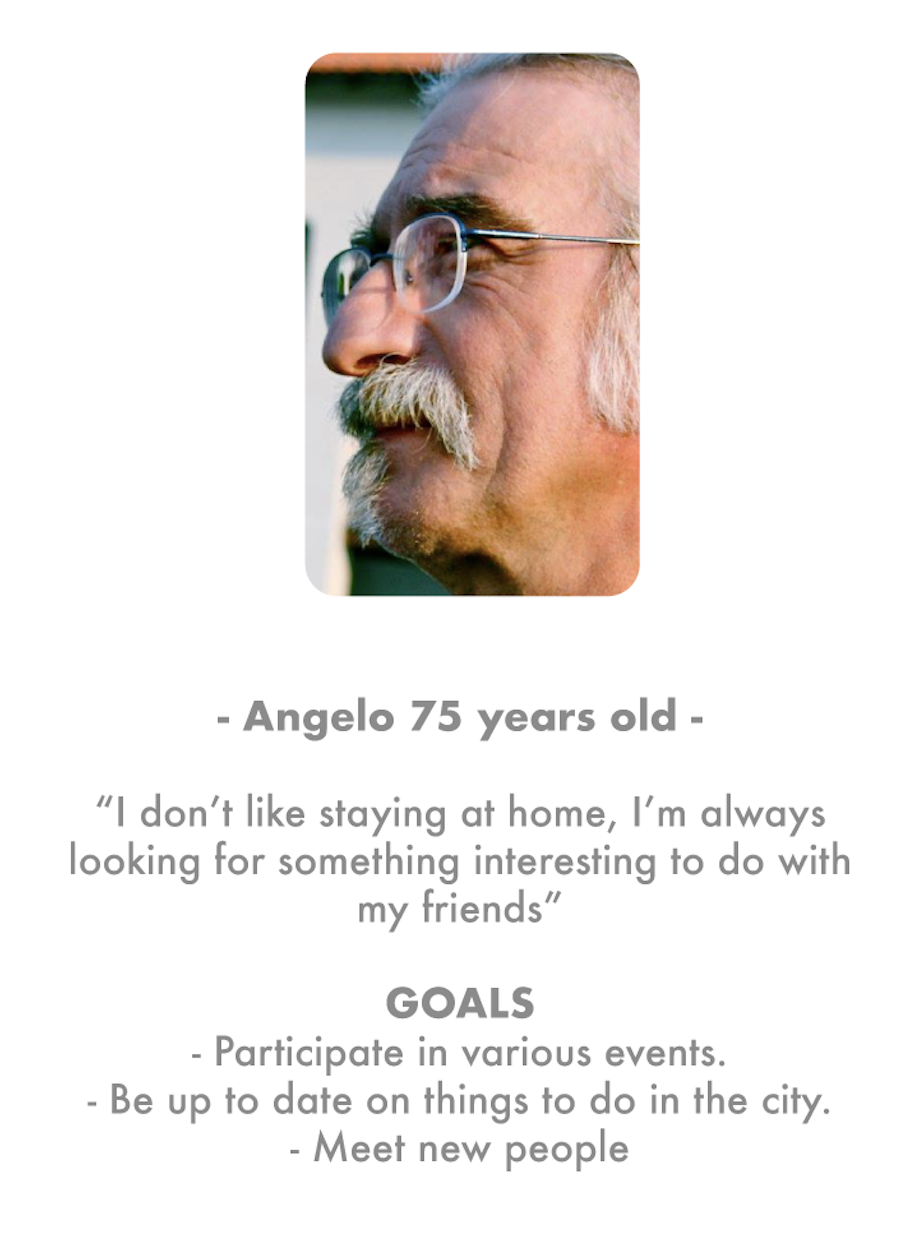 - Angelo 75 years old -
“I don’t like staying at home, I’m always
looking for something interesting to do with
my friends”
GOALS
- Participate in various events.
- Be up to date on things to do in the city.
- Meet new people